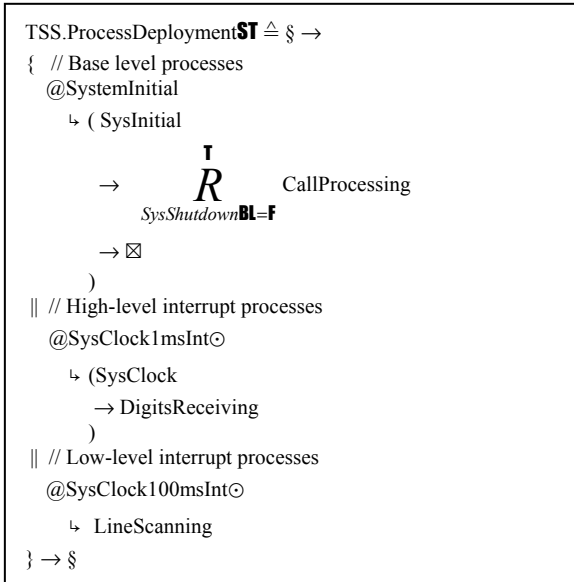 TSS.ProcessDeploymentST ≙ § →
{ // Base level processes
@SystemInitial
↳ ( SysInitial
T
→ R CallProcessing
SysShutdownBL=F
→ ⊠
)
|| // High-level interrupt processes
@SysClock1msInt⊙
↳ (SysClock
→ DigitsReceiving
)
|| // Low-level interrupt processes
@SysClock100msInt⊙
↳ LineScanning
} → §